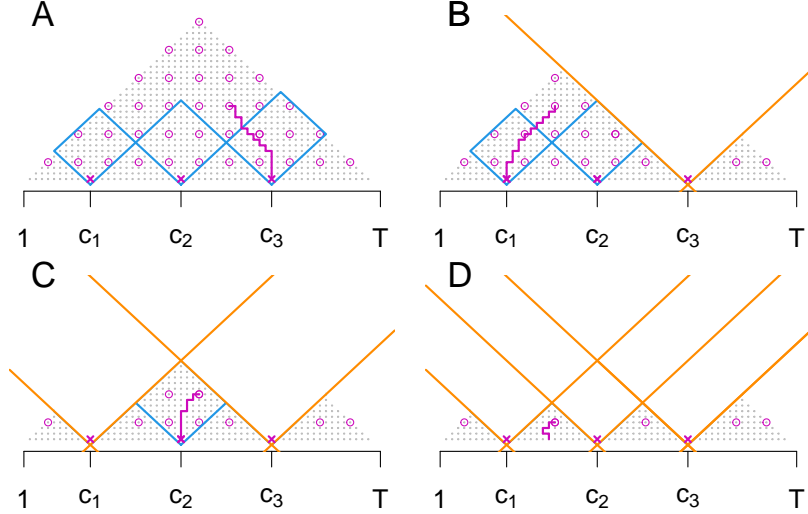 A
B
1 c₁ c₂ c₃ T
1 c₁ c₂ c₃ T
C
D
1 c₁ c₂ c₃ T
1 c₁ c₂ c₃ T